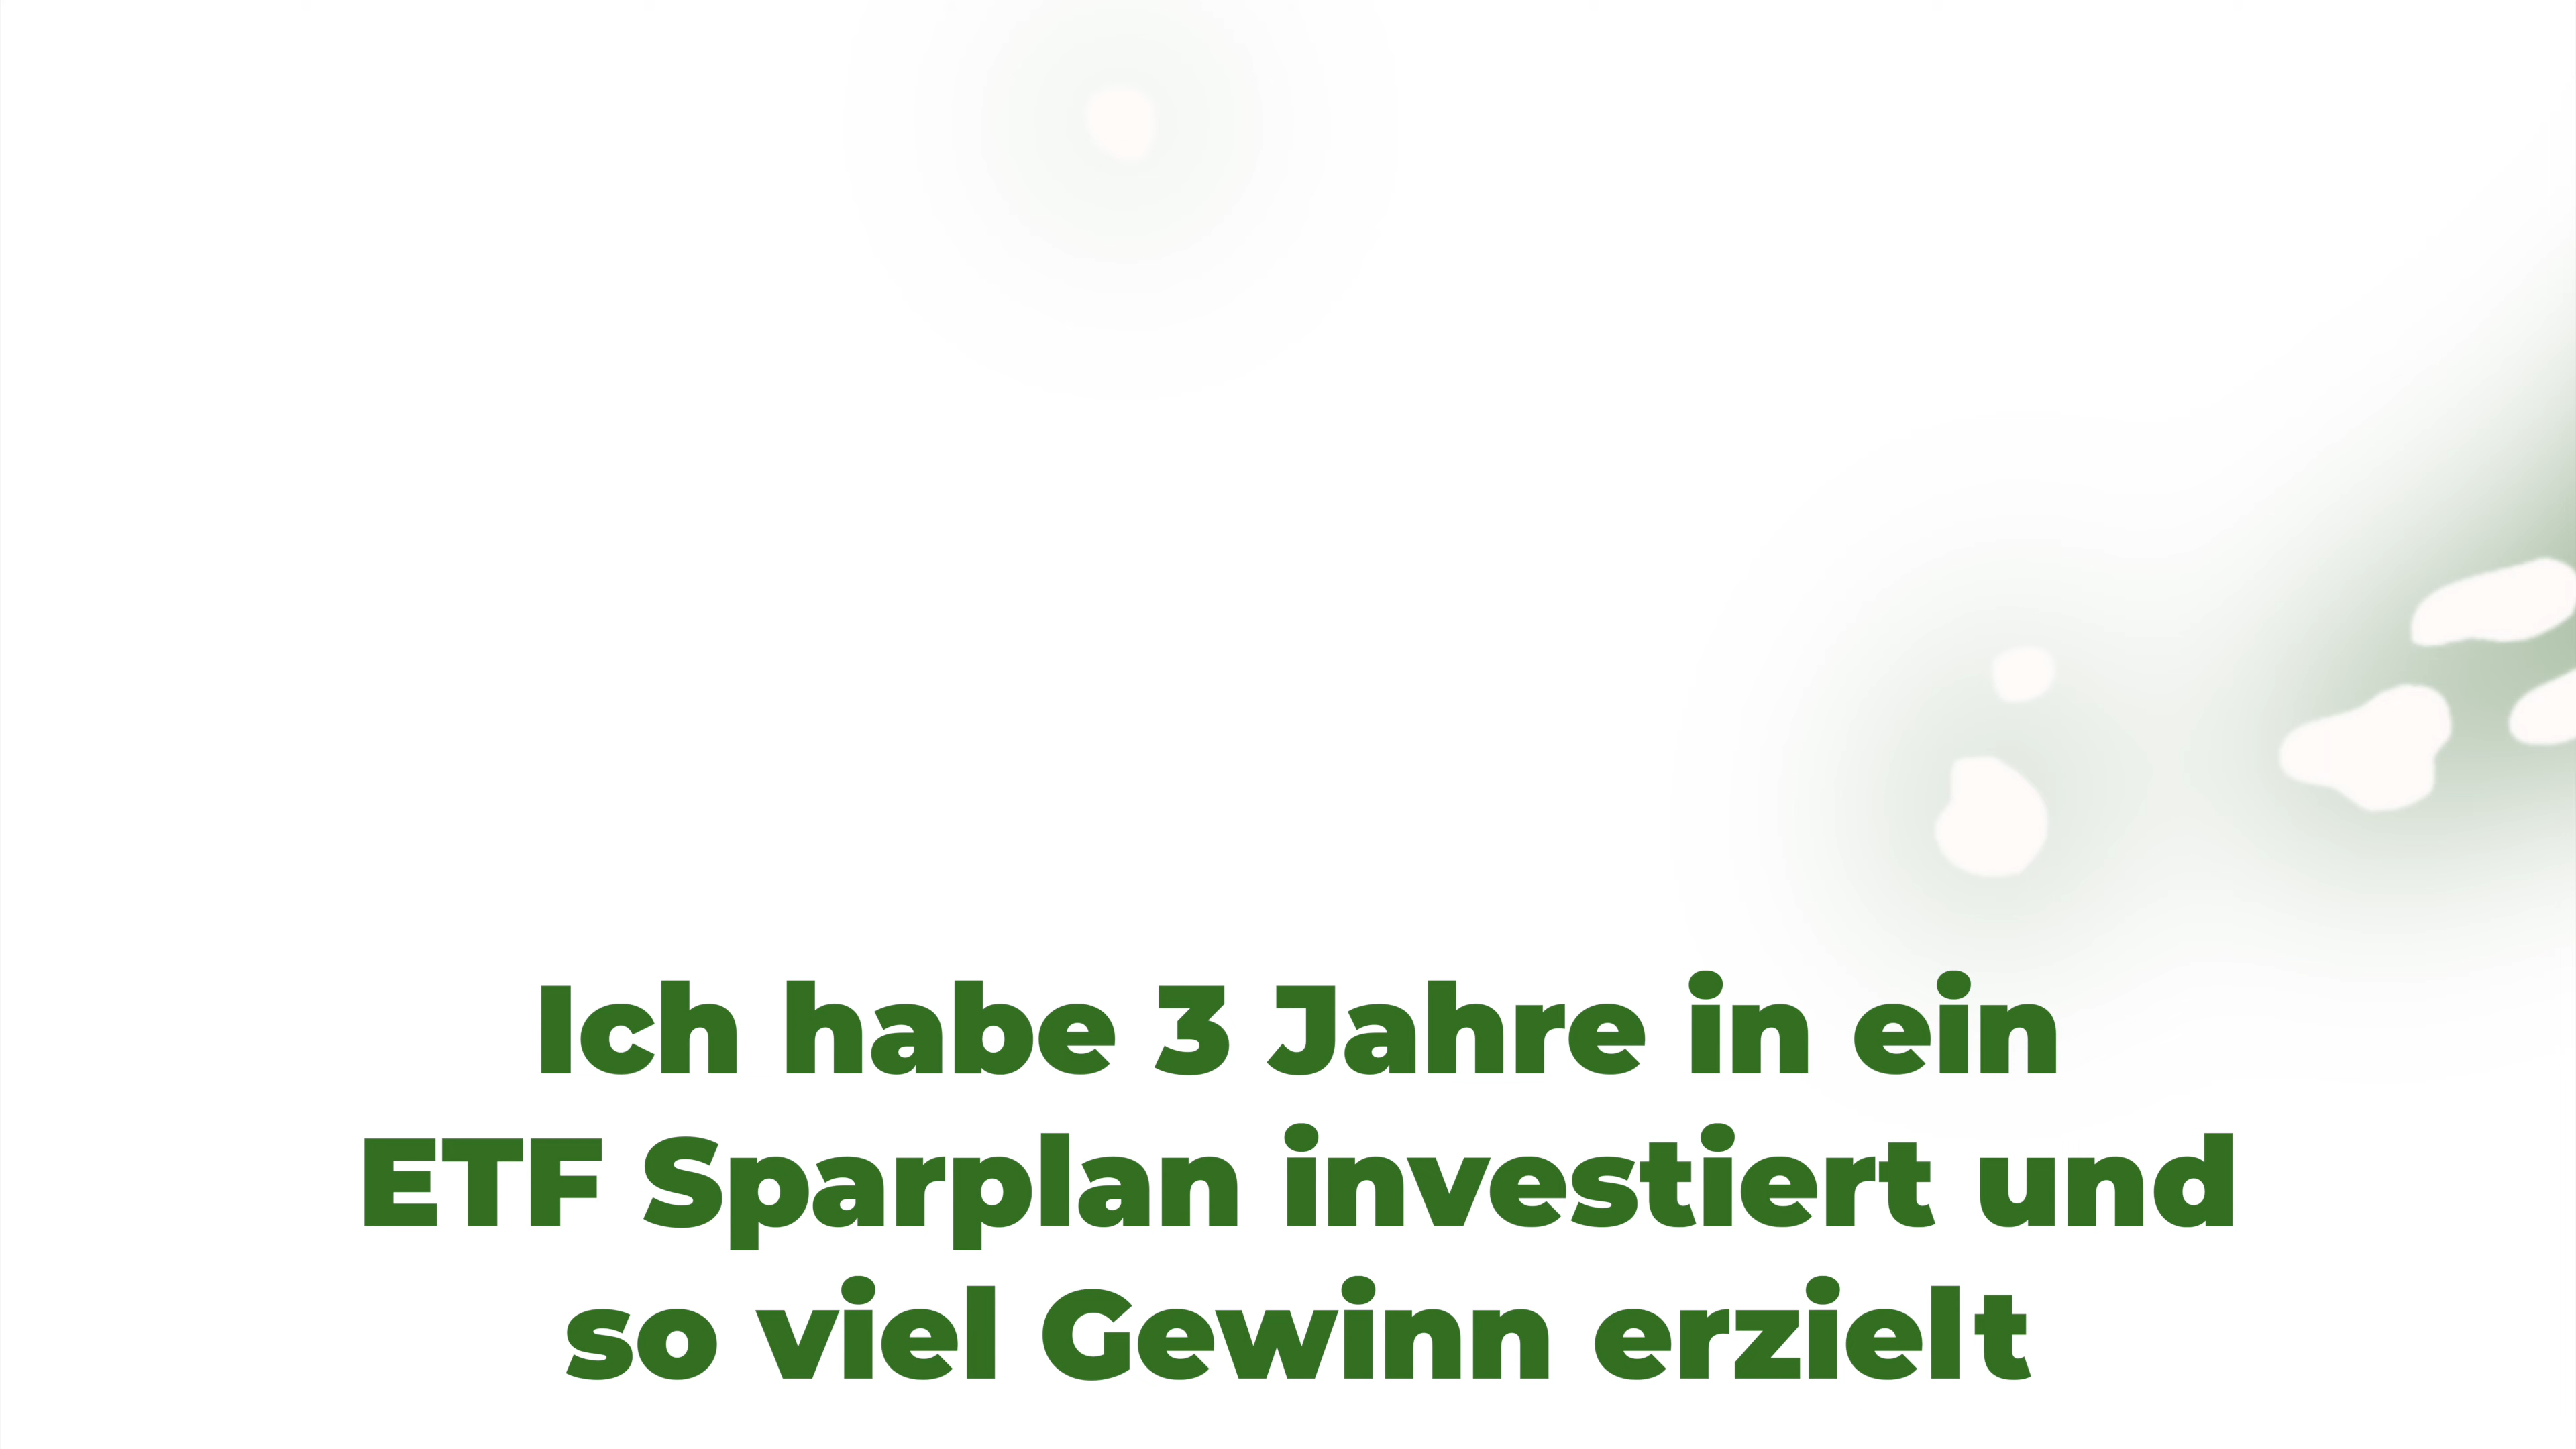 Ich habe 3 Jahre in ein
ETF Sparplan investiert und
so viel Gewinn erzielt